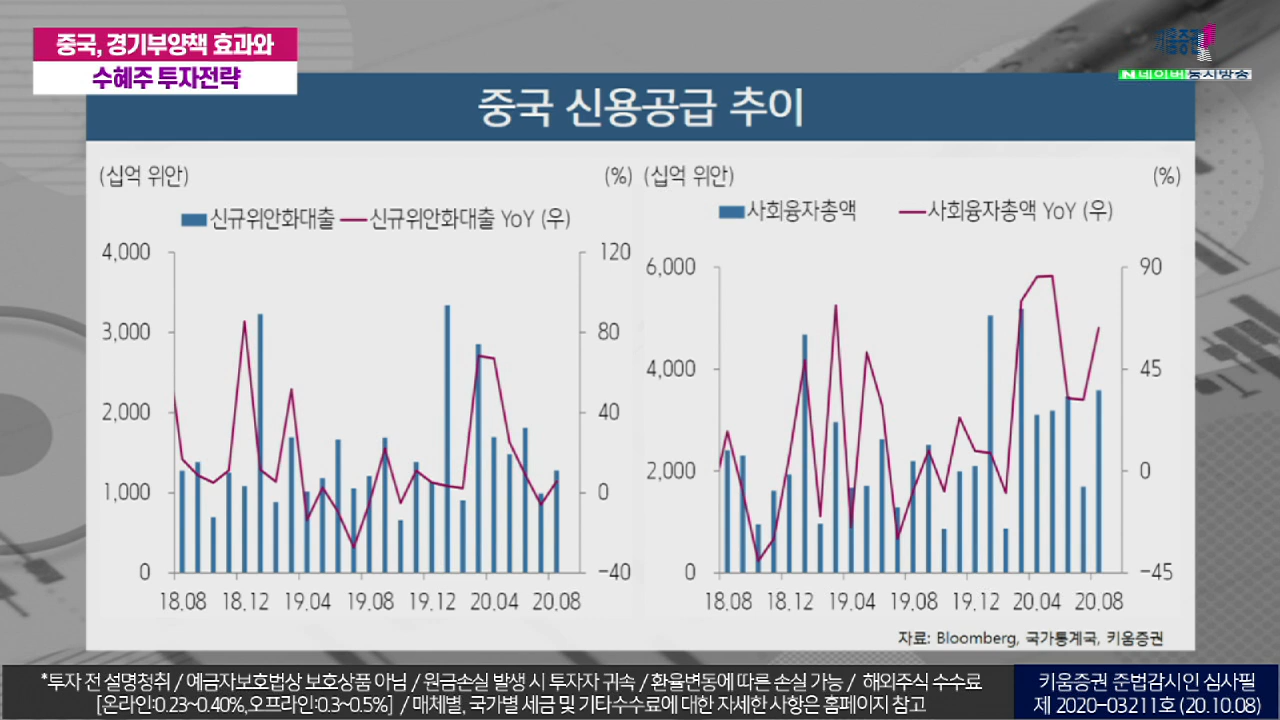 중국, 경기부양책 효과와
수혜주 투자전략
키움증권
N 네이버 동시방송
중국 신용공급 추이
(십억 위안) (%)
신규위안화대출 신규위안화대출 YoY (우)
4,000 120
3,000 80
2,000 40
1,000 0
0 -40
18.08 18.12 19.04 19.08 19.12 20.04 20.08
(십억 위안) (%)
사회융자총액 사회융자총액 YoY (우)
6,000 90
4,000 45
2,000 0
0 -45
18.08 18.12 19.04 19.08 19.12 20.04 20.08
자료: Bloomberg, 국가통계국, 키움증권
*투자 전 설명청취 / 예금자보호법상 보호상품 아님 / 원금손실 발생 시 투자자 귀속 / 환율변동에 따른 손실 가능 / 해외주식 수수료
[온라인:0.23~0.40%,오프라인:0.3~0.5%] / 매체별, 국가별 세금 및 기타수수료에 대한 자세한 사항은 홈페이지 참고
키움증권 준법감시인 심사필
제 2020-03211호 (20.10.08)